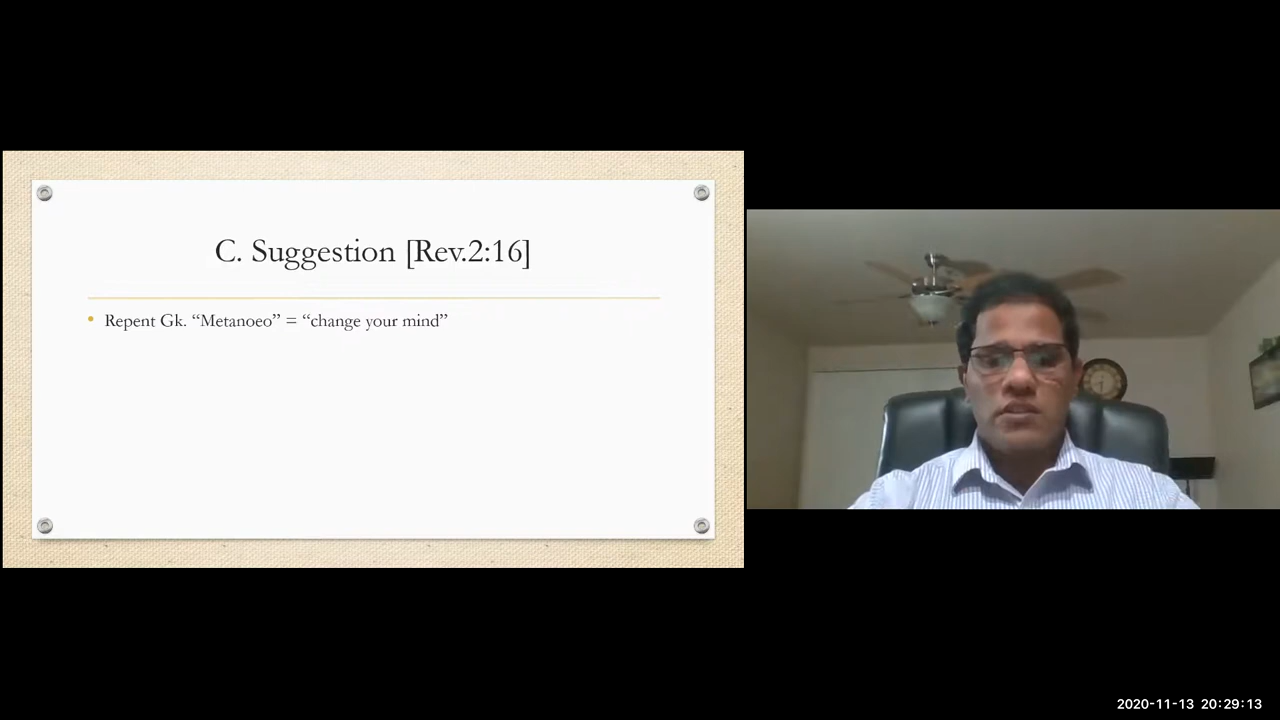 C. Suggestion [Rev.2:16]
• Repent Gk. “Metanoeo” = “change your mind”
2020-11-13 20:29:13